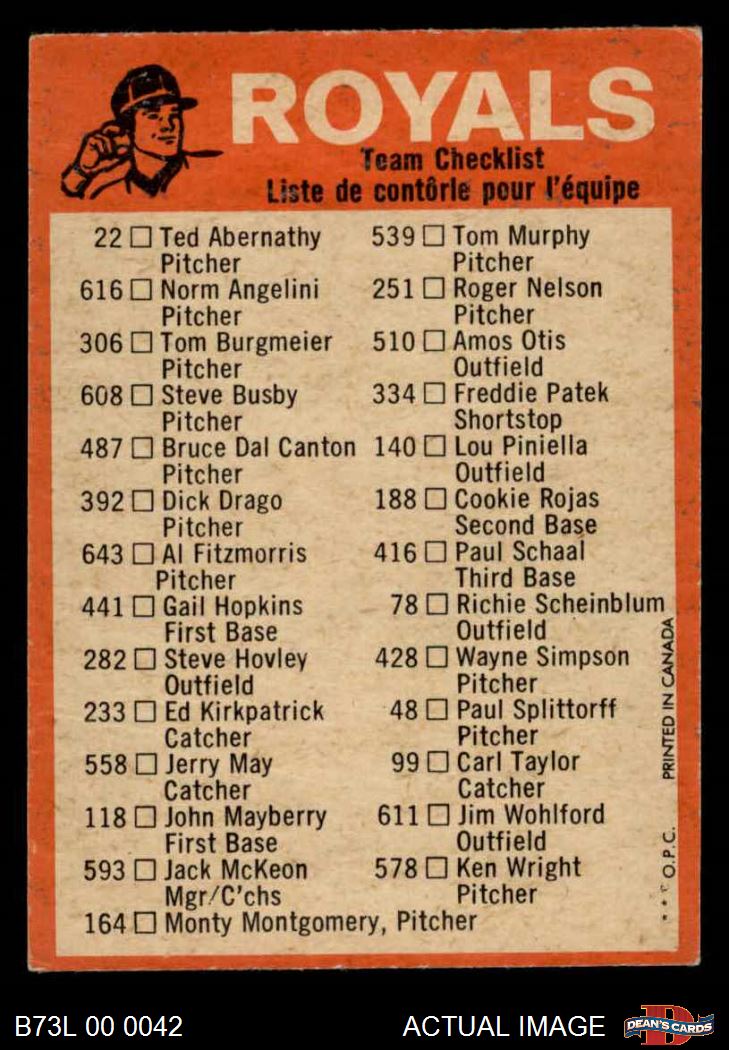 ROYALS
Team Checklist
Liste de contôrle pour l'équipe
22 Ted Abernathy
Pitcher
616 Norm Angelini
Pitcher
306 Tom Burgmeier
Pitcher
608 Steve Busby
Pitcher
487 Bruce Dal Canton
Pitcher
392 Dick Drago
Pitcher
643 Al Fitzmorris
Pitcher
441 Gail Hopkins
First Base
282 Steve Hovley
Outfield
233 Ed Kirkpatrick
Catcher
558 Jerry May
Catcher
118 John Mayberry
First Base
593 Jack McKeon
Mgr/C'chs
164 Monty Montgomery, Pitcher
539 Tom Murphy
Pitcher
251 Roger Nelson
Pitcher
510 Amos Otis
Outfield
334 Freddie Patek
Shortstop
140 Lou Piniella
Outfield
188 Cookie Rojas
Second Base
416 Paul Schaal
Third Base
78 Richie Scheinblum
Outfield
428 Wayne Simpson
Pitcher
48 Paul Splittorff
Pitcher
99 Carl Taylor
Catcher
611 Jim Wohlford
Outfield
578 Ken Wright
Pitcher
**O.P.C. PRINTED IN CANADA
B73L 00 0042
ACTUAL IMAGE
D
DEAN'S CARDS